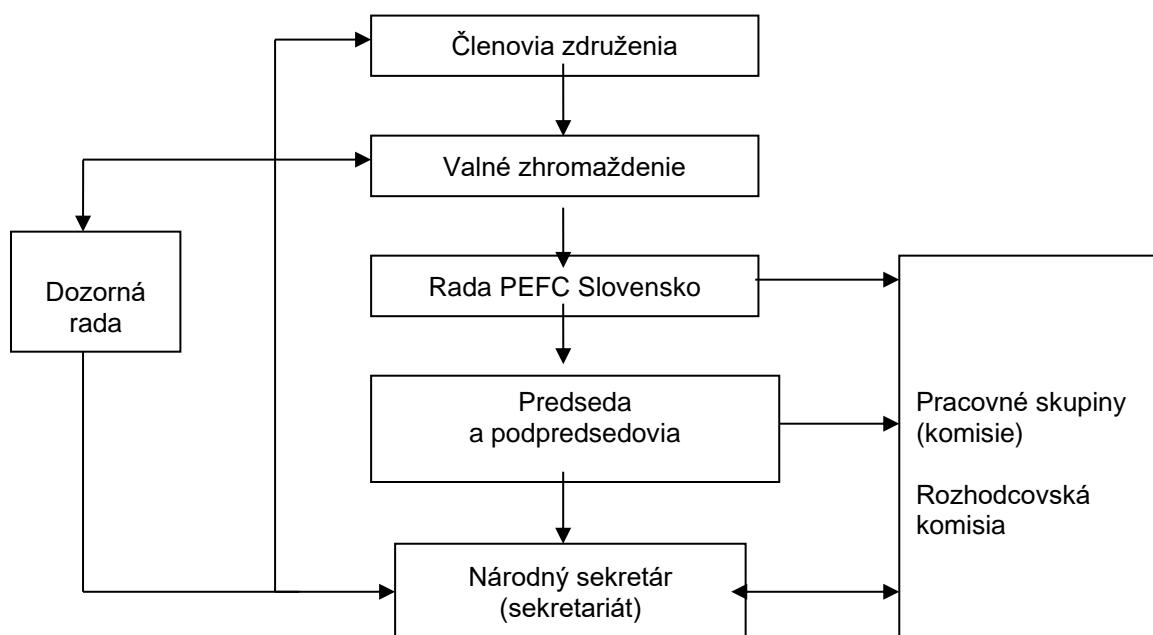 Členovia združenia
Valné zhromaždenie
Dozorná
rada
Rada PEFC Slovensko
Predseda
a podpredsedovia
Pracovné skupiny
(komisie)
Rozhodcovská
komisia
Národný sekretár
(sekretariát)